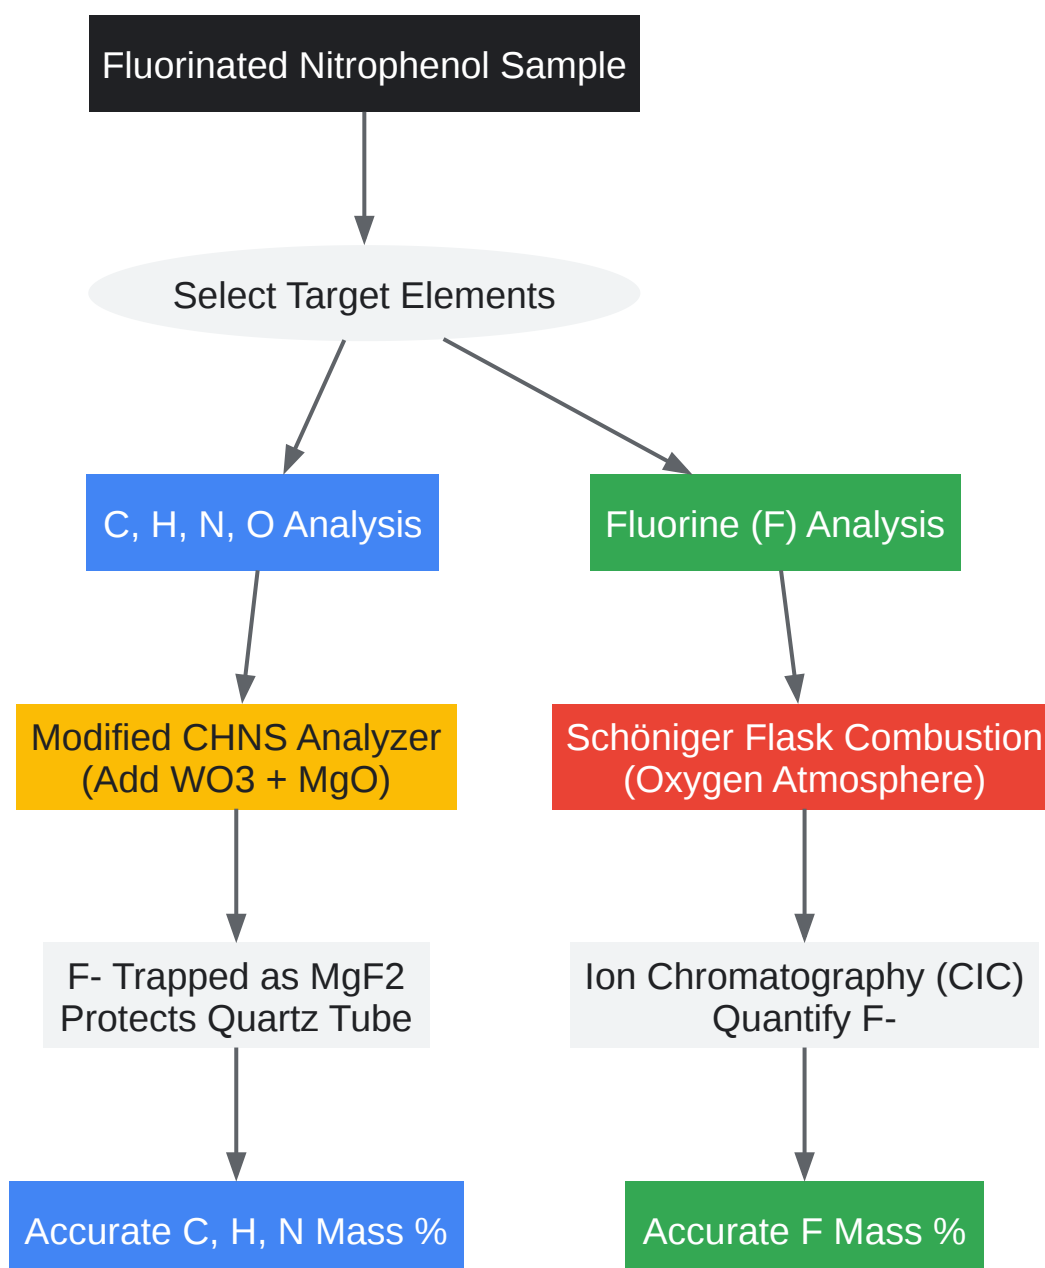 Fluorinated Nitrophenol Sample
Select Target Elements
C, H, N, O Analysis
Fluorine (F) Analysis
Modified CHNS Analyzer
(Add WO3 + MgO)
Schöniger Flask Combustion
(Oxygen Atmosphere)
F- Trapped as MgF2
Protects Quartz Tube
Ion Chromatography (CIC)
Quantify F-
Accurate C, H, N Mass %
Accurate F Mass %